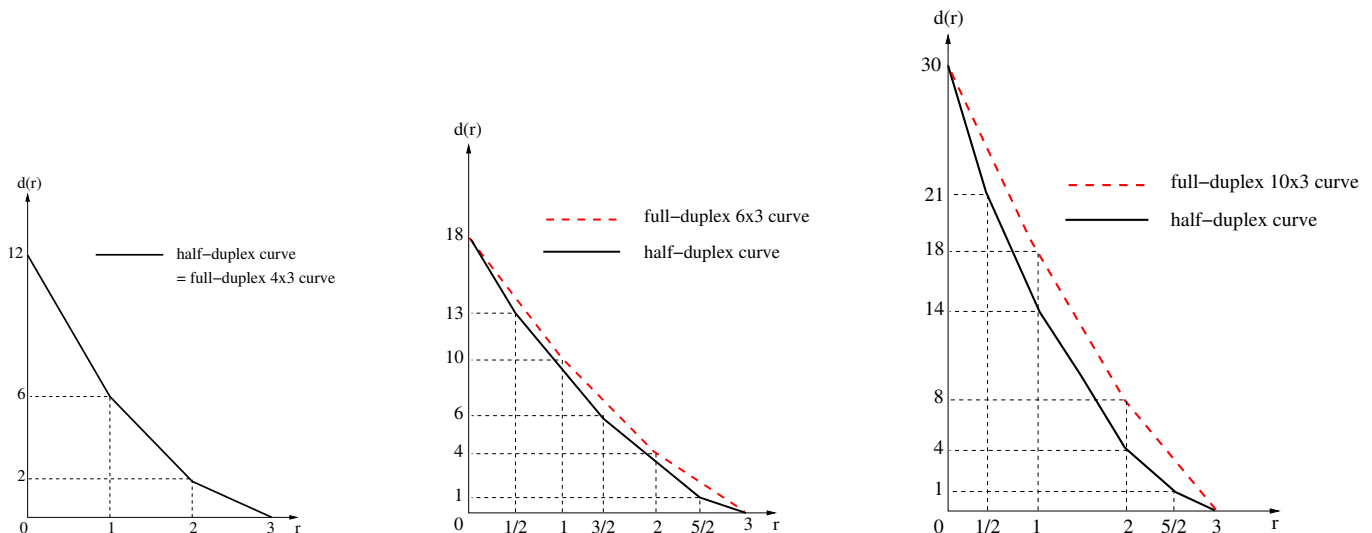 d(r)
12
6
2
0
1
2
3
r
half−duplex curve
= full−duplex 4x3 curve
d(r)
18
13
10
6
4
1
0
1/2
1
3/2
2
5/2
3
r
full−duplex 6x3 curve
half−duplex curve
d(r)
30
21
18
14
8
4
1
0
1/2
1
2
5/2
3
r
full−duplex 10x3 curve
half−duplex curve